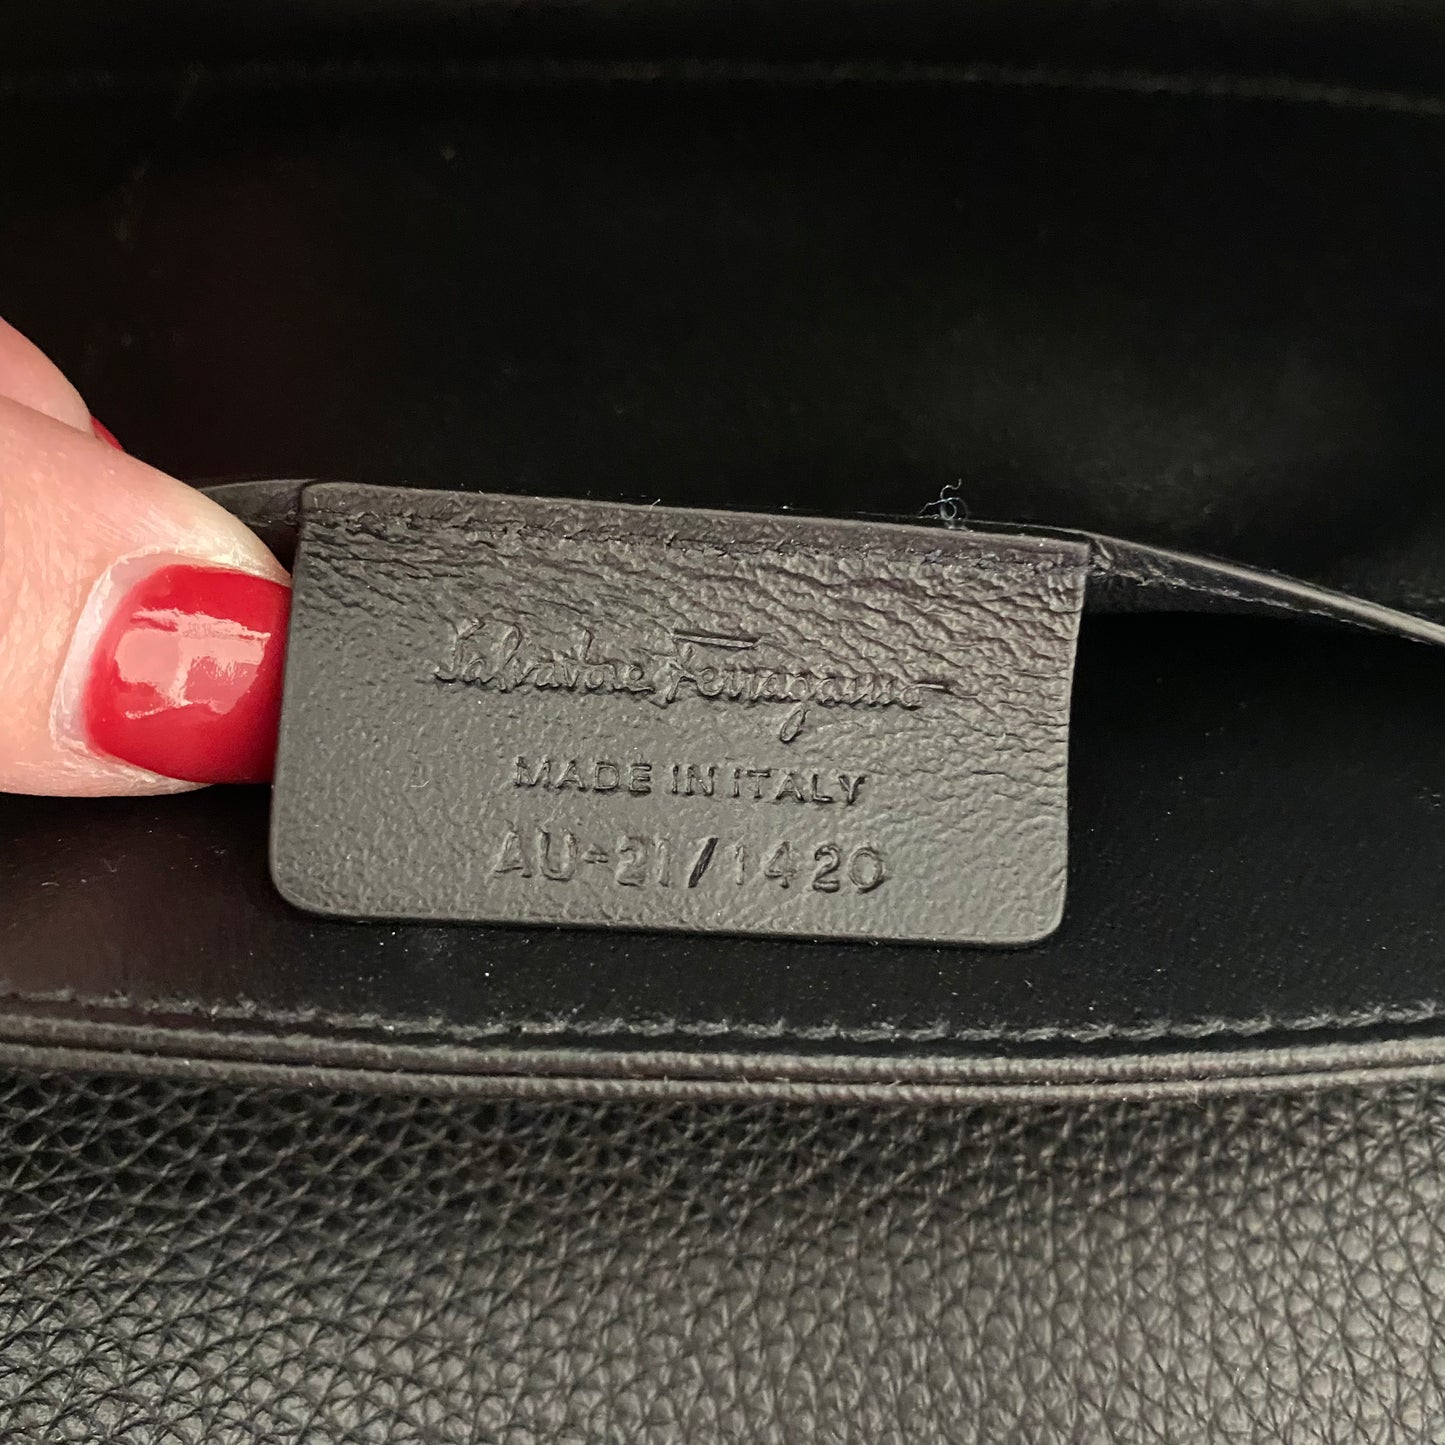 Salvatore Ferragamo
MADE IN ITALY
AU-21/1420